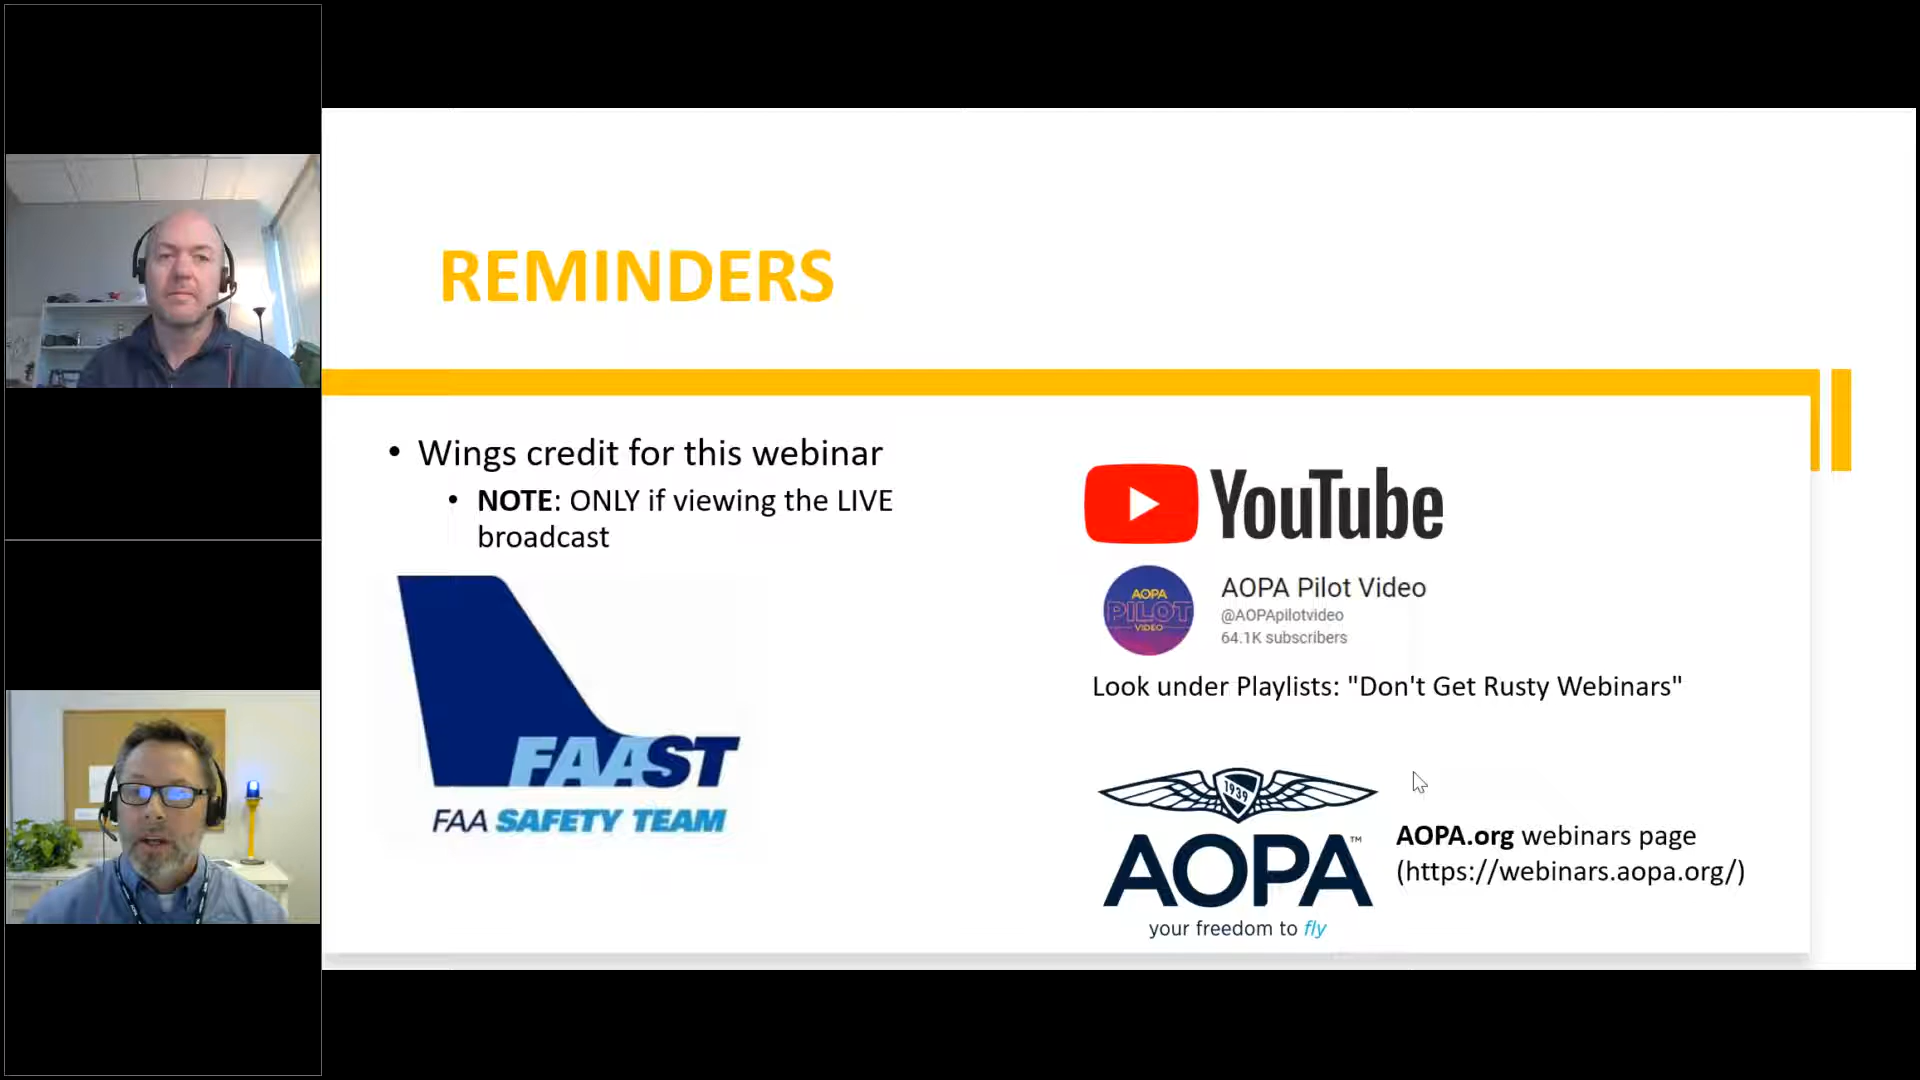 REMINDERS
• Wings credit for this webinar
• NOTE: ONLY if viewing the LIVE
broadcast
FAAST
FAA SAFETY TEAM
YouTube
AOPA
PILOT
VIDEO
AOPA Pilot Video
@AOPApilotvideo
64.1K subscribers
Look under Playlists: "Don't Get Rusty Webinars"
1939
AOPA™
your freedom to fly
AOPA.org webinars page
(https://webinars.aopa.org/)